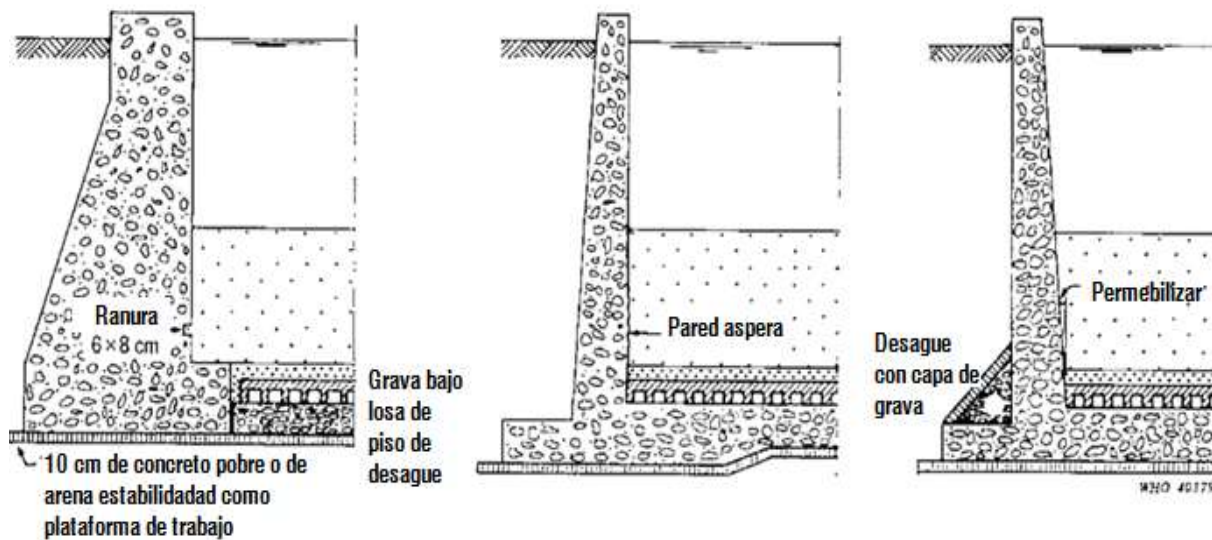 Ranura
6×8 cm
10 cm de concreto pobre o de
arena estabilidadad como
plataforma de trabajo
Grava bajo
losa de
piso de
desague
Pared aspera
Desague
con capa de
grava
Permebilizar
WHO 40379